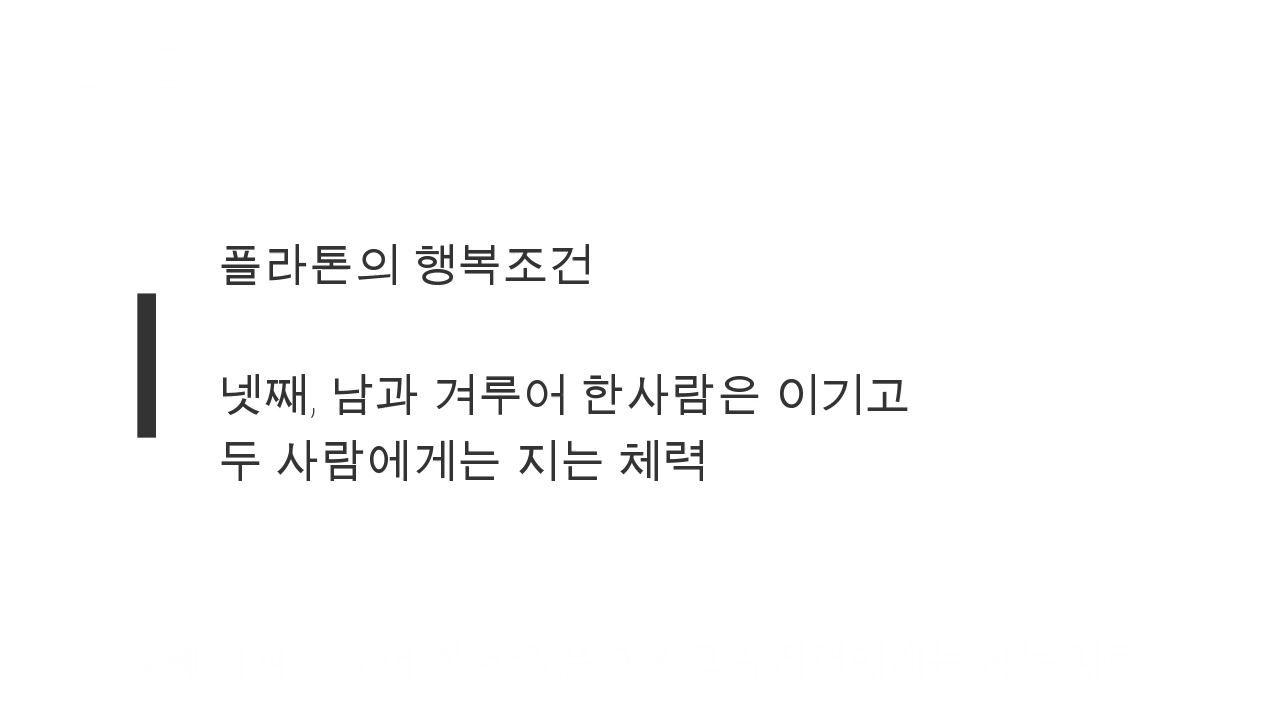 플라톤의 행복조건
넷째, 남과 겨루어 한사람은 이기고
두 사람에게는 지는 체력